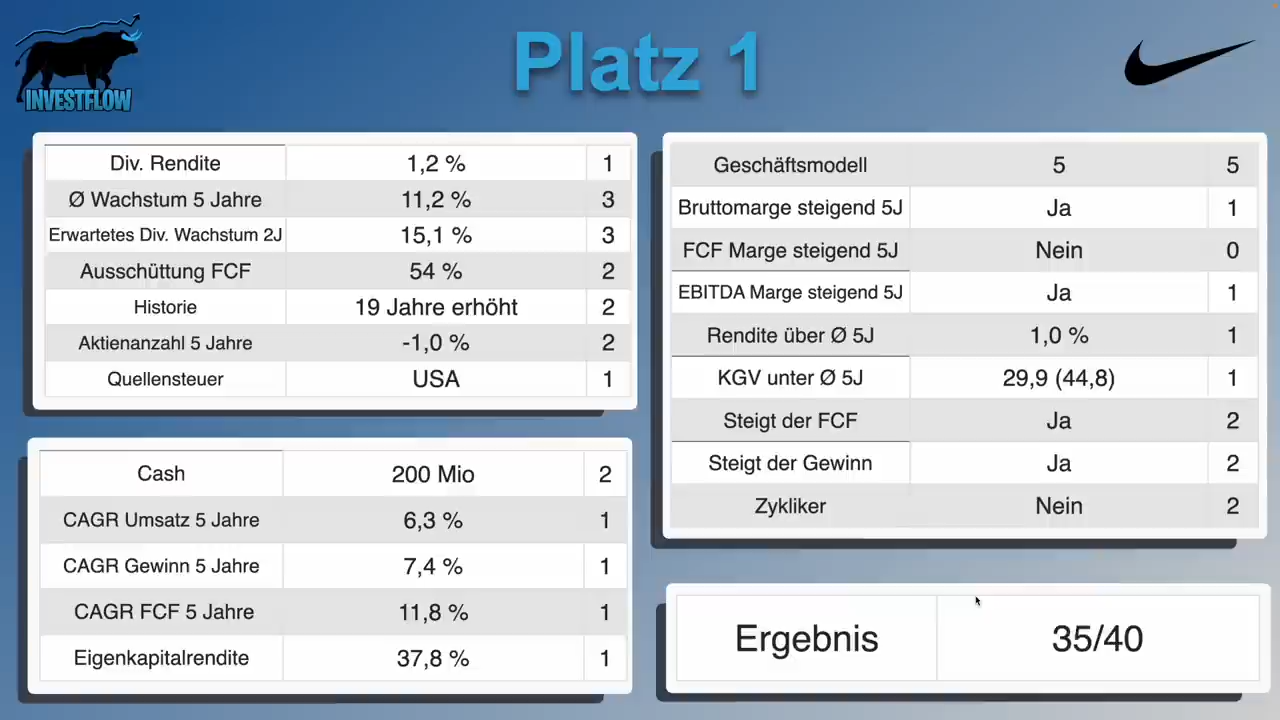 Platz 1
INVESTFLOW
Div. Rendite 1,2 % 1
Ø Wachstum 5 Jahre 11,2 % 3
Erwartetes Div. Wachstum 2J 15,1 % 3
Ausschüttung FCF 54 % 2
Historie 19 Jahre erhöht 2
Aktienanzahl 5 Jahre -1,0 % 2
Quellensteuer USA 1
Cash 200 Mio 2
CAGR Umsatz 5 Jahre 6,3 % 1
CAGR Gewinn 5 Jahre 7,4 % 1
CAGR FCF 5 Jahre 11,8 % 1
Eigenkapitalrendite 37,8 % 1
Geschäftsmodell 5 5
Bruttomarge steigend 5J Ja 1
FCF Marge steigend 5J Nein 0
EBITDA Marge steigend 5J Ja 1
Rendite über Ø 5J 1,0 % 1
KGV unter Ø 5J 29,9 (44,8) 1
Steigt der FCF Ja 2
Steigt der Gewinn Ja 2
Zykliker Nein 2
Ergebnis 35/40